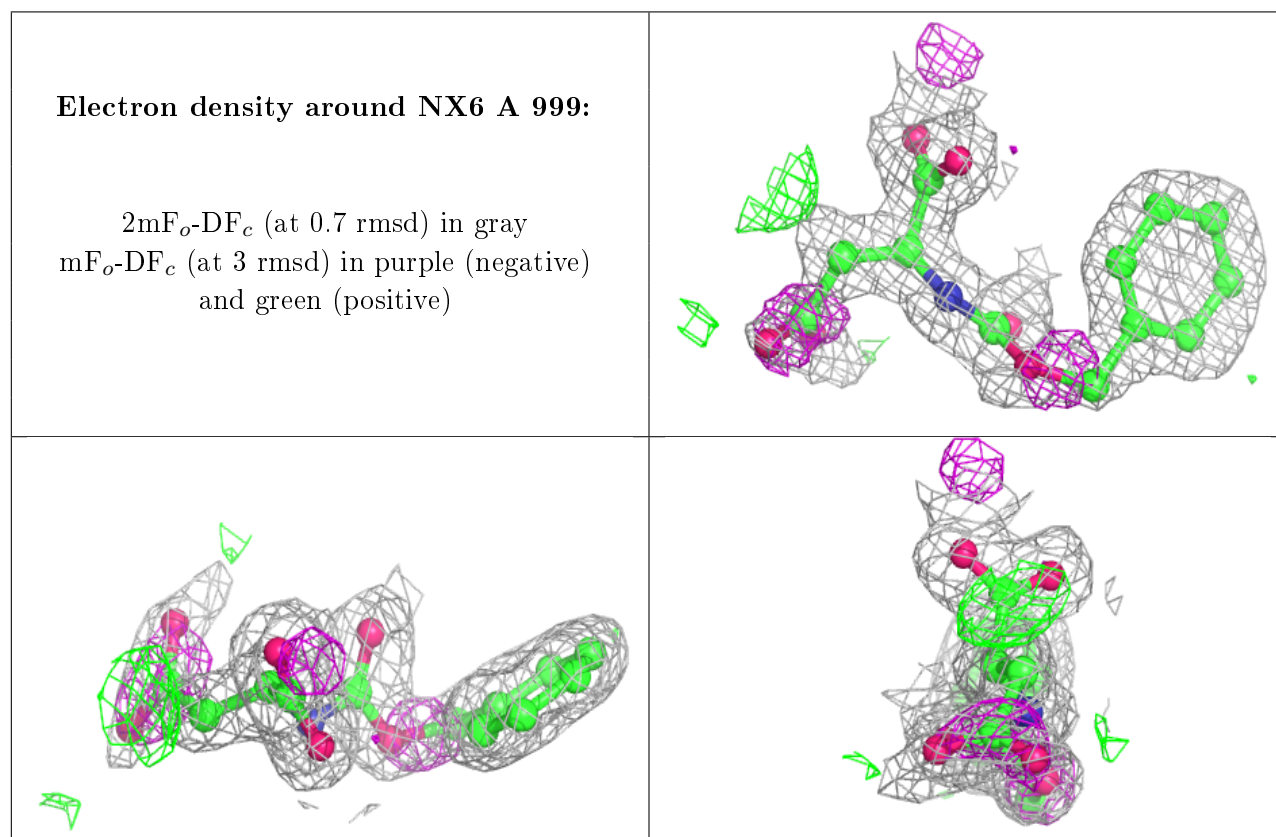 Electron density around NX6 A 999:
2mFo-DFc (at 0.7 rmsd) in gray
mFo-DFc (at 3 rmsd) in purple (negative)
and green (positive)